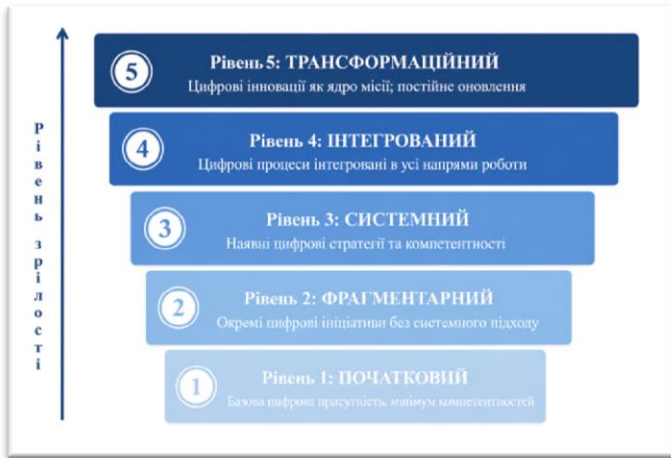 Рівень зрілості
5
Рівень 5: ТРАНСФОРМАЦІЙНИЙ
Цифрові інновації як ядро місії; постійне оновлення
4
Рівень 4: ІНТЕГРОВАНИЙ
Цифрові процеси інтегровані в усі напрями роботи
3
Рівень 3: СИСТЕМНИЙ
Наявні цифрові стратегії та компетентності
2
Рівень 2: ФРАГМЕНТАРНИЙ
Окремі цифрові ініціативи без системного підходу
1
Рівень 1: ПОЧАТКОВИЙ
Базова цифрова присутність, мінімум компетентностей